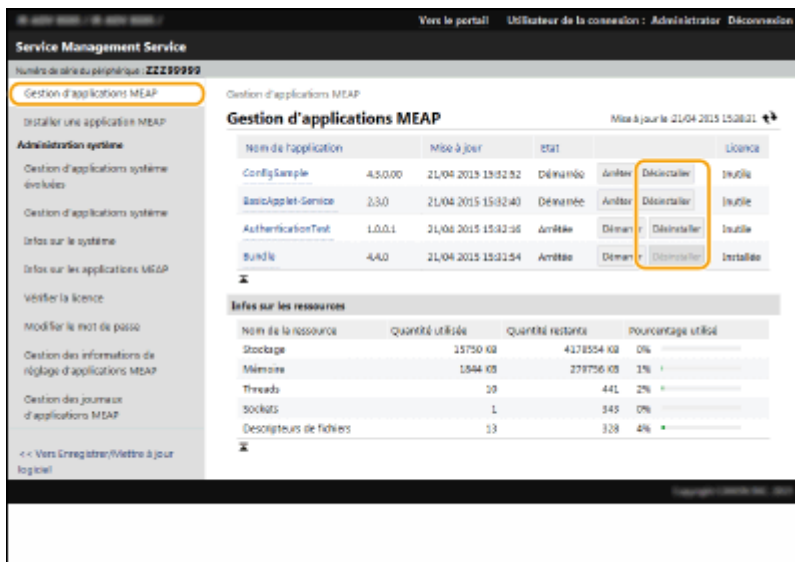 Vers le portail Utilisateur de la connexion : Administrator Déconnexion
Service Management Service
Numéro de série du périphérique : ZZZ99999
Gestion d'applications MEAP
Installer une application MEAP
Administration système
Gestion d'applications système
évoluées
Gestion d'applications système
Infos sur le système
Infos sur les applications MEAP
Vérifier la licence
Modifier le mot de passe
Gestion des informations de
réglage d'applications MEAP
Gestion des journaux
d'applications MEAP
<< Vers Enregistrer/Mettre à jour
logiciel
Gestion d'applications MEAP
Gestion d'applications MEAP Mise à jour le :21/04 2015 15:38:31
Nom de l'application Mise à jour Etat Licence
ConfigSample 4.5.0.00 21/04 2015 15:32:52 Démarrée Arrêter Désinstaller Inutile
BasicApplet-Service 2.3.0 21/04 2015 15:32:40 Démarrée Arrêter Désinstaller Inutile
AuthenticationTest 1.0.0.1 21/04 2015 15:32:16 Arrêtée Démarrer Désinstaller Inutile
Bundle 4.4.0 21/04 2015 15:31:54 Arrêtée Démarrer Désinstaller Installée
Infos sur les ressources
Nom de la ressource Quantité utilisée Quantité restante Pourcentage utilisé
Stockage 15750 KB 4178554 KB 0%
Mémoire 1844 KB 270756 KB 1%
Threads 10 441 2%
Sockets 1 343 0%
Descripteurs de fichiers 13 328 4%